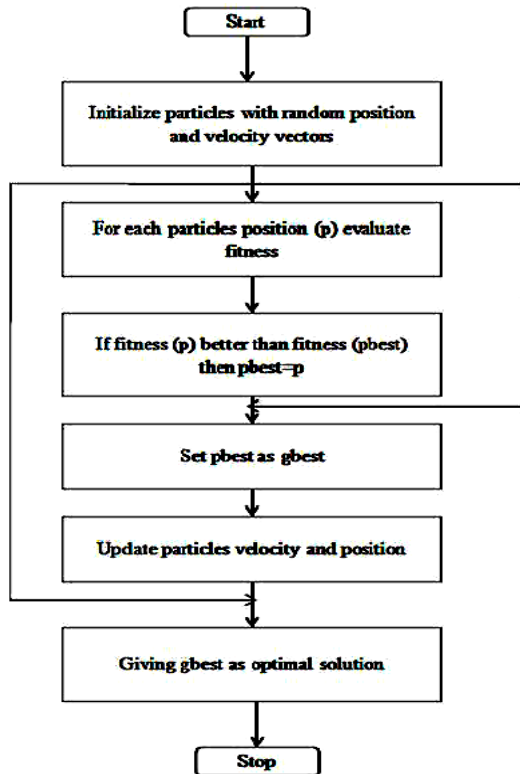 Start
Initialize particles with random position
and velocity vectors
For each particles position (p) evaluate
fitness
If fitness (p) better than fitness (pbest)
then pbest=p
Set pbest as gbest
Update particles velocity and position
Giving gbest as optimal solution
Stop